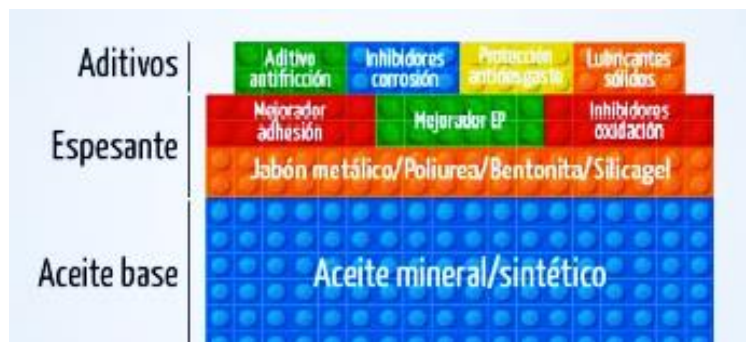 Aditivos
Aditivo
antifricción
Inhibidores
corrosión
Protección
antidesgaste
Lubricantes
sólidos
Espesante
Mejorador
adhesión
Mejorador EP
Inhibidores
oxidación
Jabón metálico/Poliurea/Bentonita/Silicagel
Aceite base
Aceite mineral/sintético